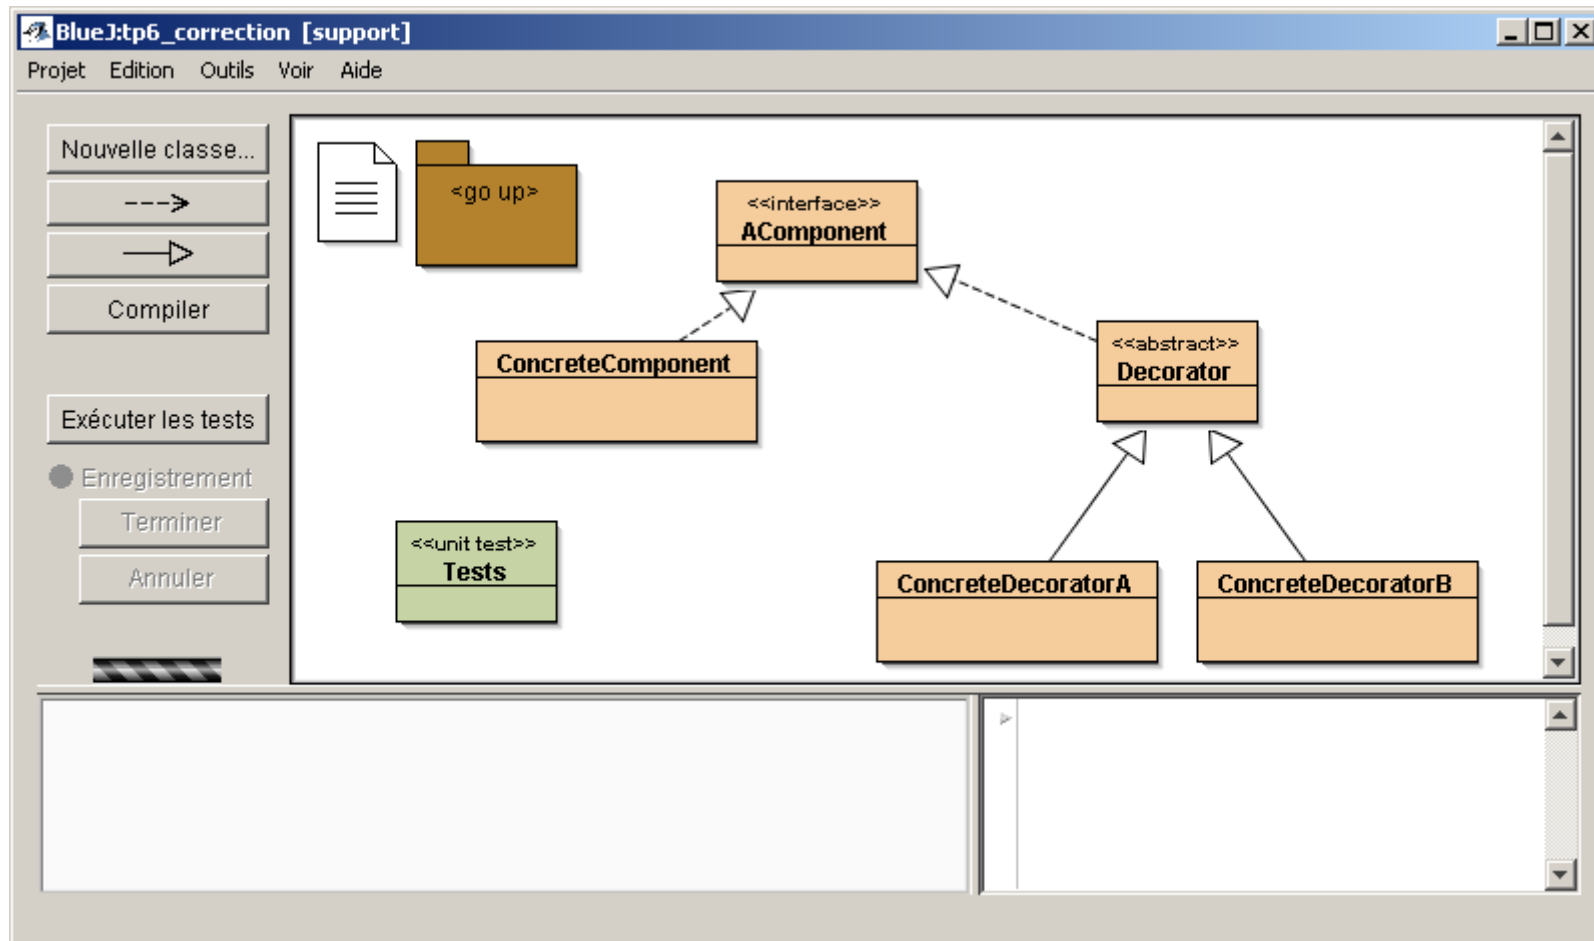 BlueJ:tp6_correction [support]
Projet Edition Outils Voir Aide
Nouvelle classe...
Compiler
Exécuter les tests
Enregistrement
Terminer
Annuler
<go up>
<<interface>>
AComponent
ConcreteComponent
<<abstract>>
Decorator
<<unit test>>
Tests
ConcreteDecoratorA
ConcreteDecoratorB